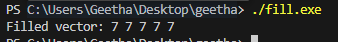 PS C:\Users\Geetha\Desktop\geetha> ./fill.exe
Filled vector: 7 7 7 7 7